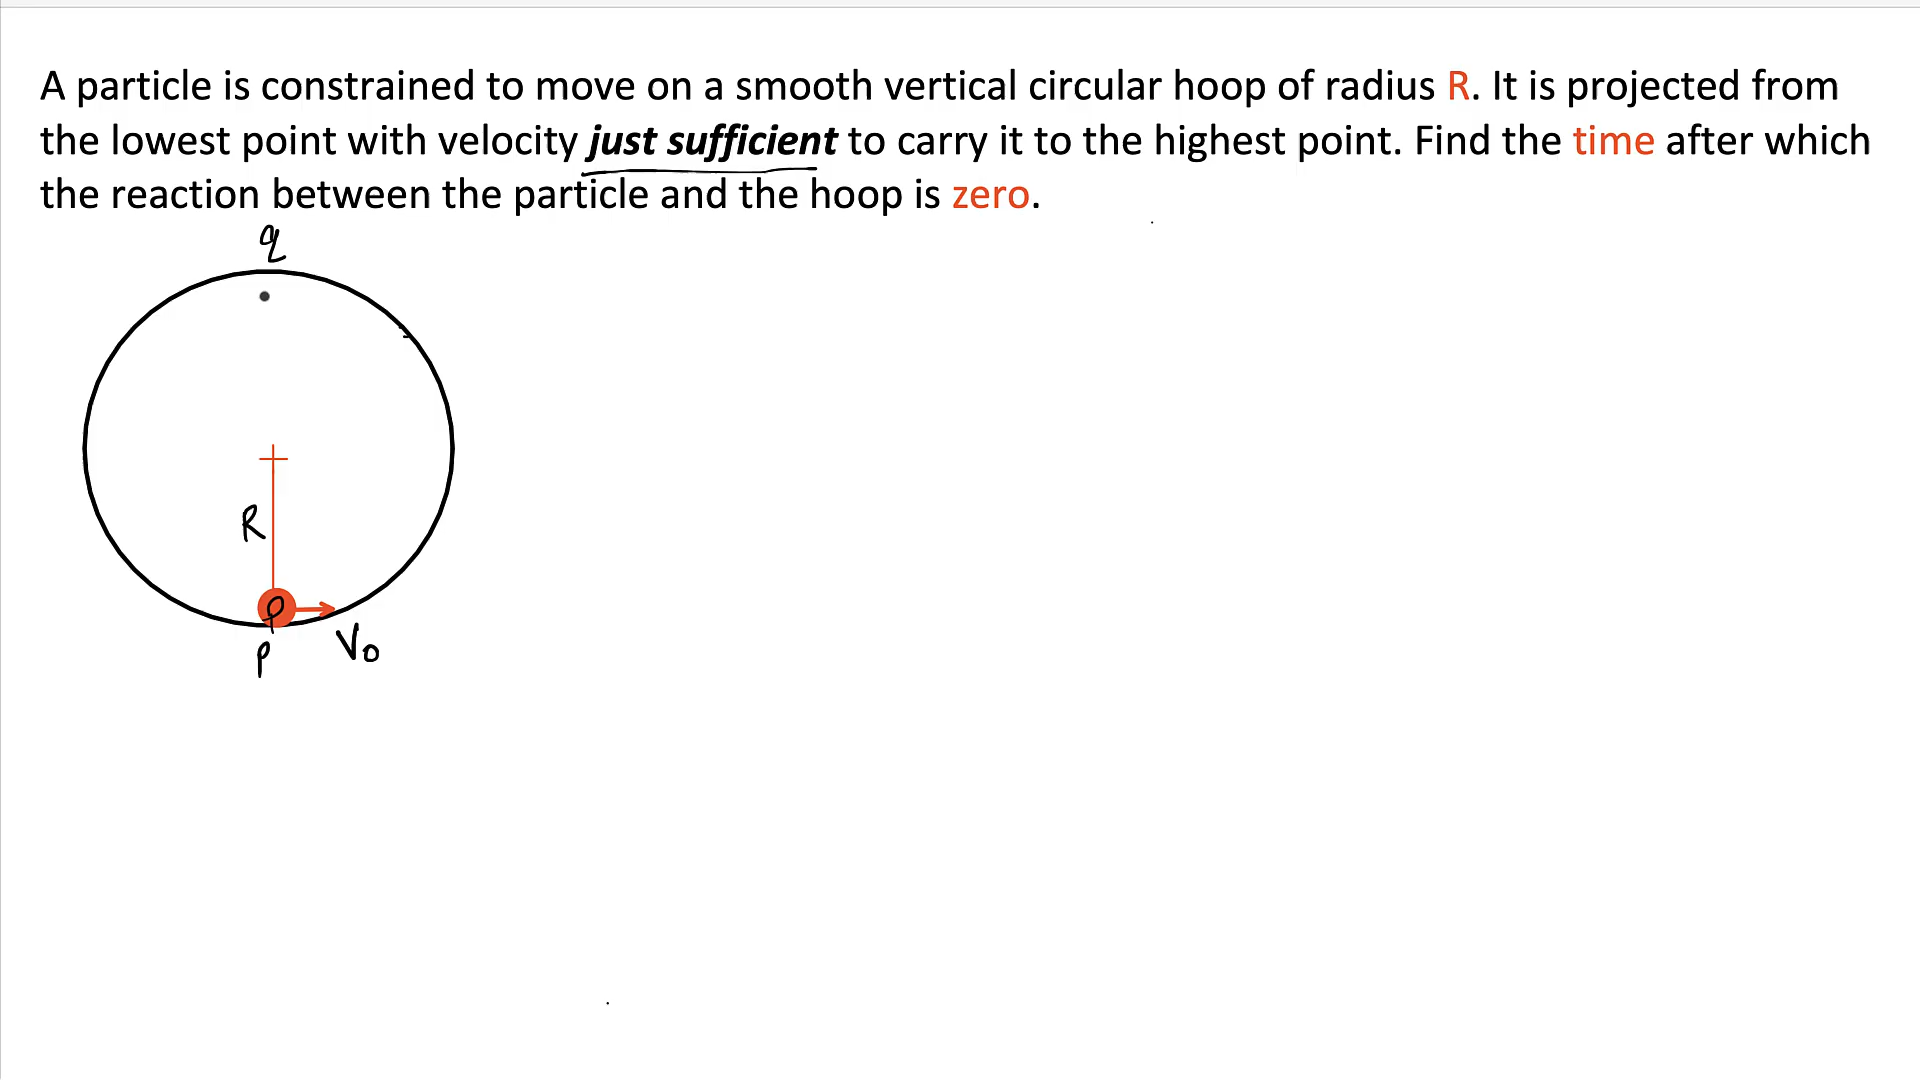 A particle is constrained to move on a smooth vertical circular hoop of radius R. It is projected from
the lowest point with velocity just sufficient to carry it to the highest point. Find the time after which
the reaction between the particle and the hoop is zero.
q
R
P
V₀